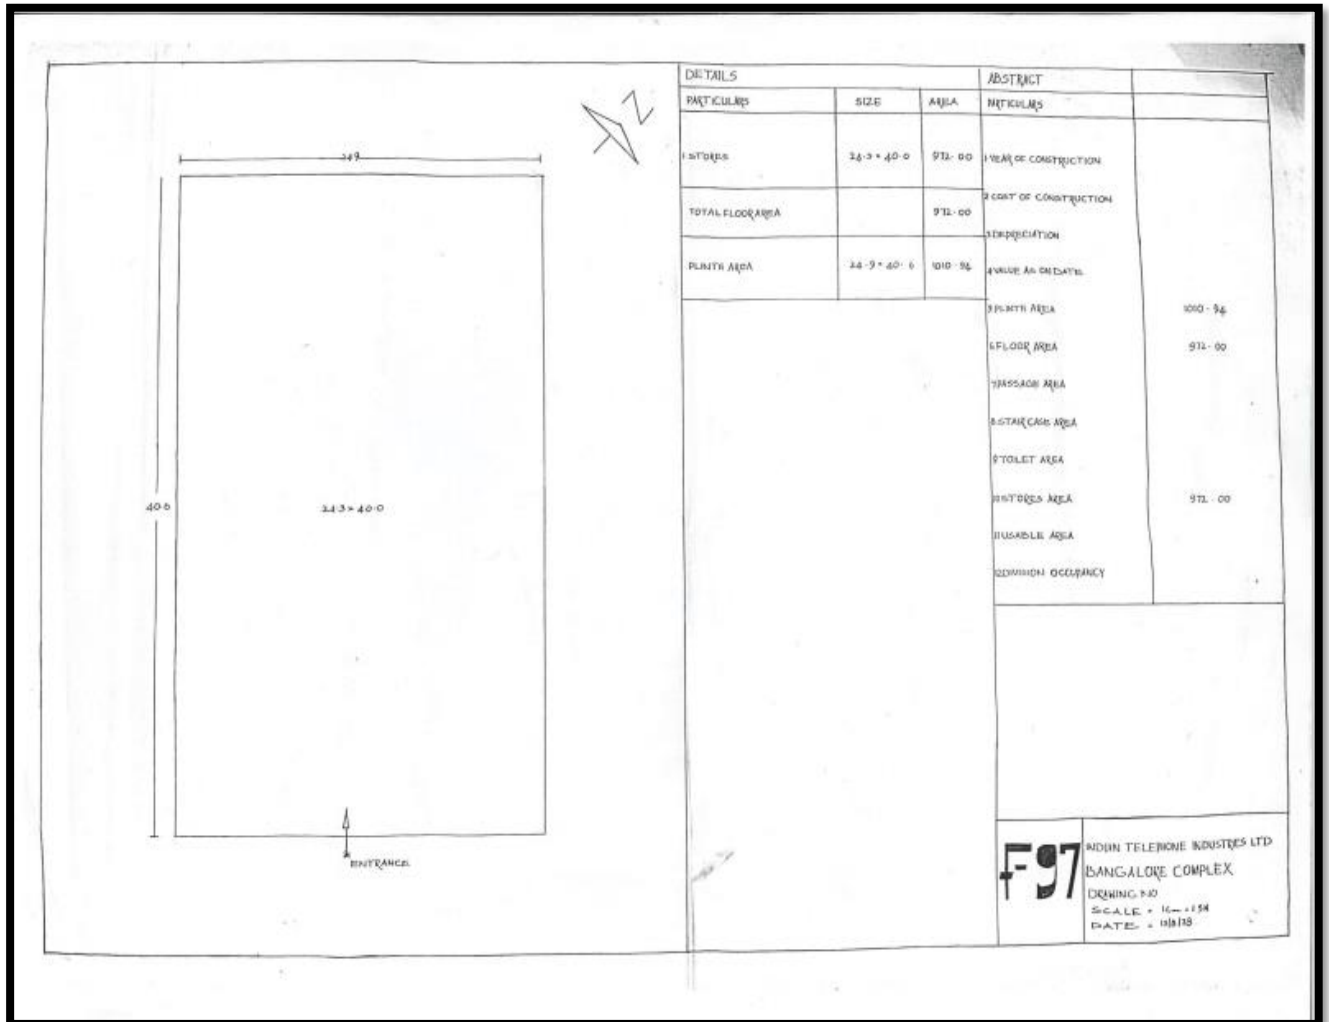 N
249
40.6
24.3 × 40.0
ENTRANCE
DETAILS
PARTICULARS SIZE AREA
1 STORES 24.3 × 40.0 972.00
TOTAL FLOOR AREA 972.00
PLINTH AREA 24.9 × 40.6 1010.94
ABSTRACT
PARTICULARS
1 YEAR OF CONSTRUCTION
2 COST OF CONSTRUCTION
3 DEPRECIATION
4 VALUE AS ON DATE
5 PLINTH AREA 1010.94
6 FLOOR AREA 972.00
7 PASSAGE AREA
8 STAIR CASE AREA
9 TOILET AREA
10 STORES AREA 972.00
11 USABLE AREA
12 DIVISION OCCUPANCY
F-97
INDIAN TELEPHONE INDUSTRIES LTD
BANGALORE COMPLEX
DRAWING NO
SCALE =
DATE =